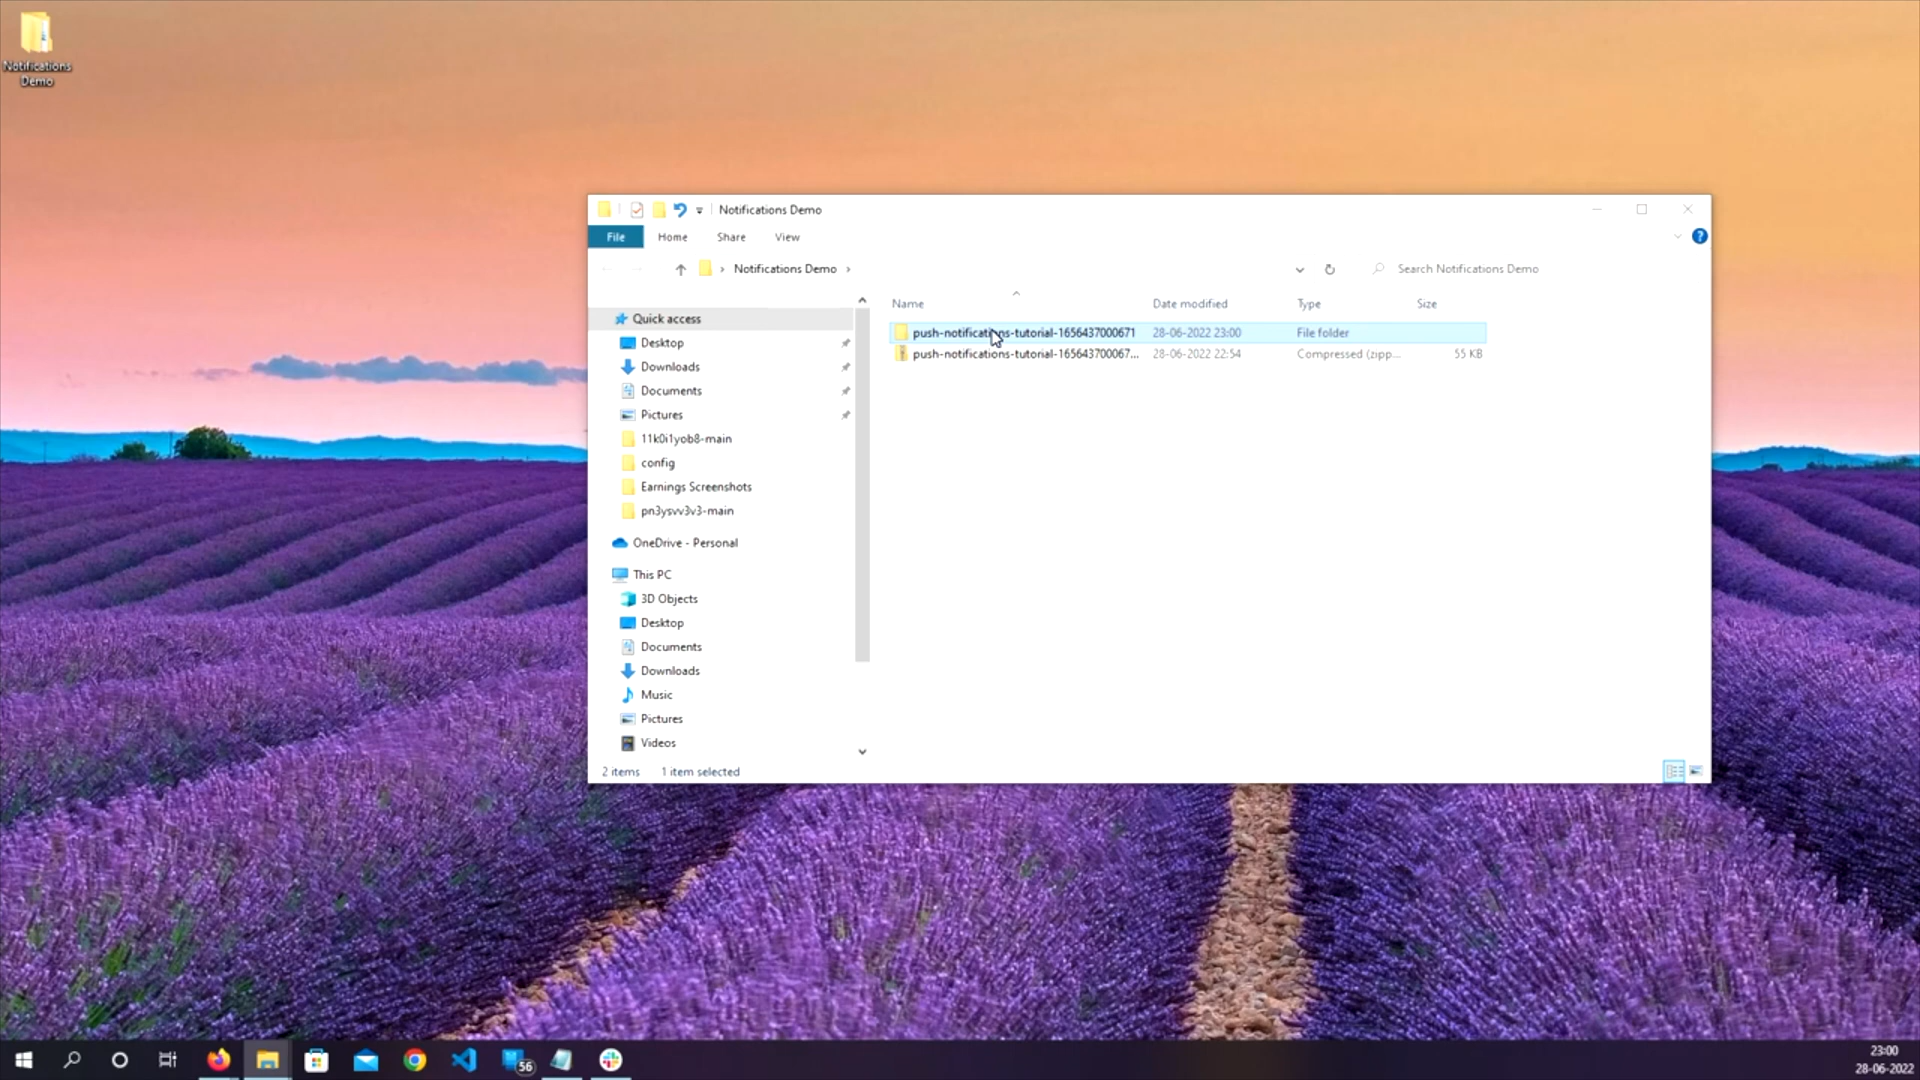 Notifications
Demo
Notifications Demo
File Home Share View ?
› Notifications Demo › Search Notifications Demo
Name Date modified Type Size
Quick access
push-notifications-tutorial-1656437000671 28-06-2022 23:00 File folder
push-notifications-tutorial-165643700067... 28-06-2022 22:54 Compressed (zipp... 55 KB
Desktop
Downloads
Documents
Pictures
11k0i1yob8-main
config
Earnings Screenshots
pn3ysvv3v3-main
OneDrive - Personal
This PC
3D Objects
Desktop
Documents
Downloads
Music
Pictures
Videos
2 items 1 item selected
56
23:00
28-06-2022